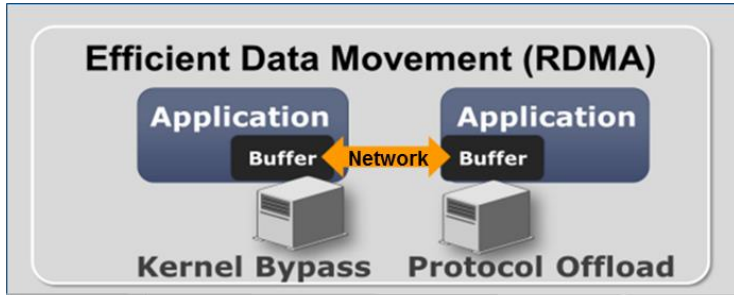 Efficient Data Movement (RDMA)
Application Application
Buffer Network Buffer
Kernel Bypass Protocol Offload